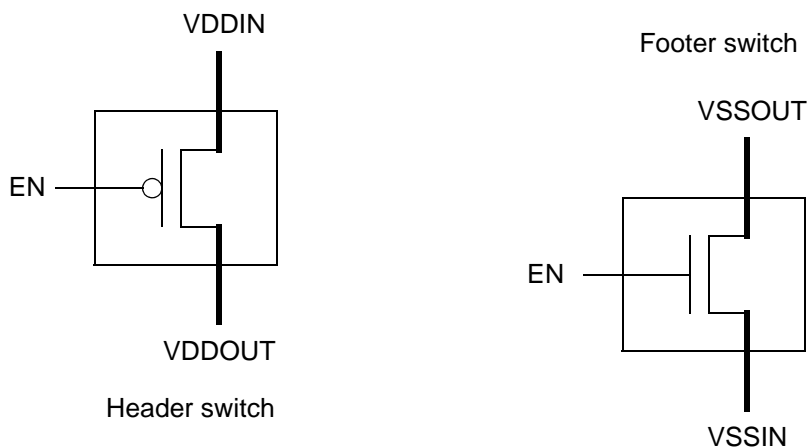 VDDIN
EN
VDDOUT
Header switch
Footer switch
VSSOUT
EN
VSSIN